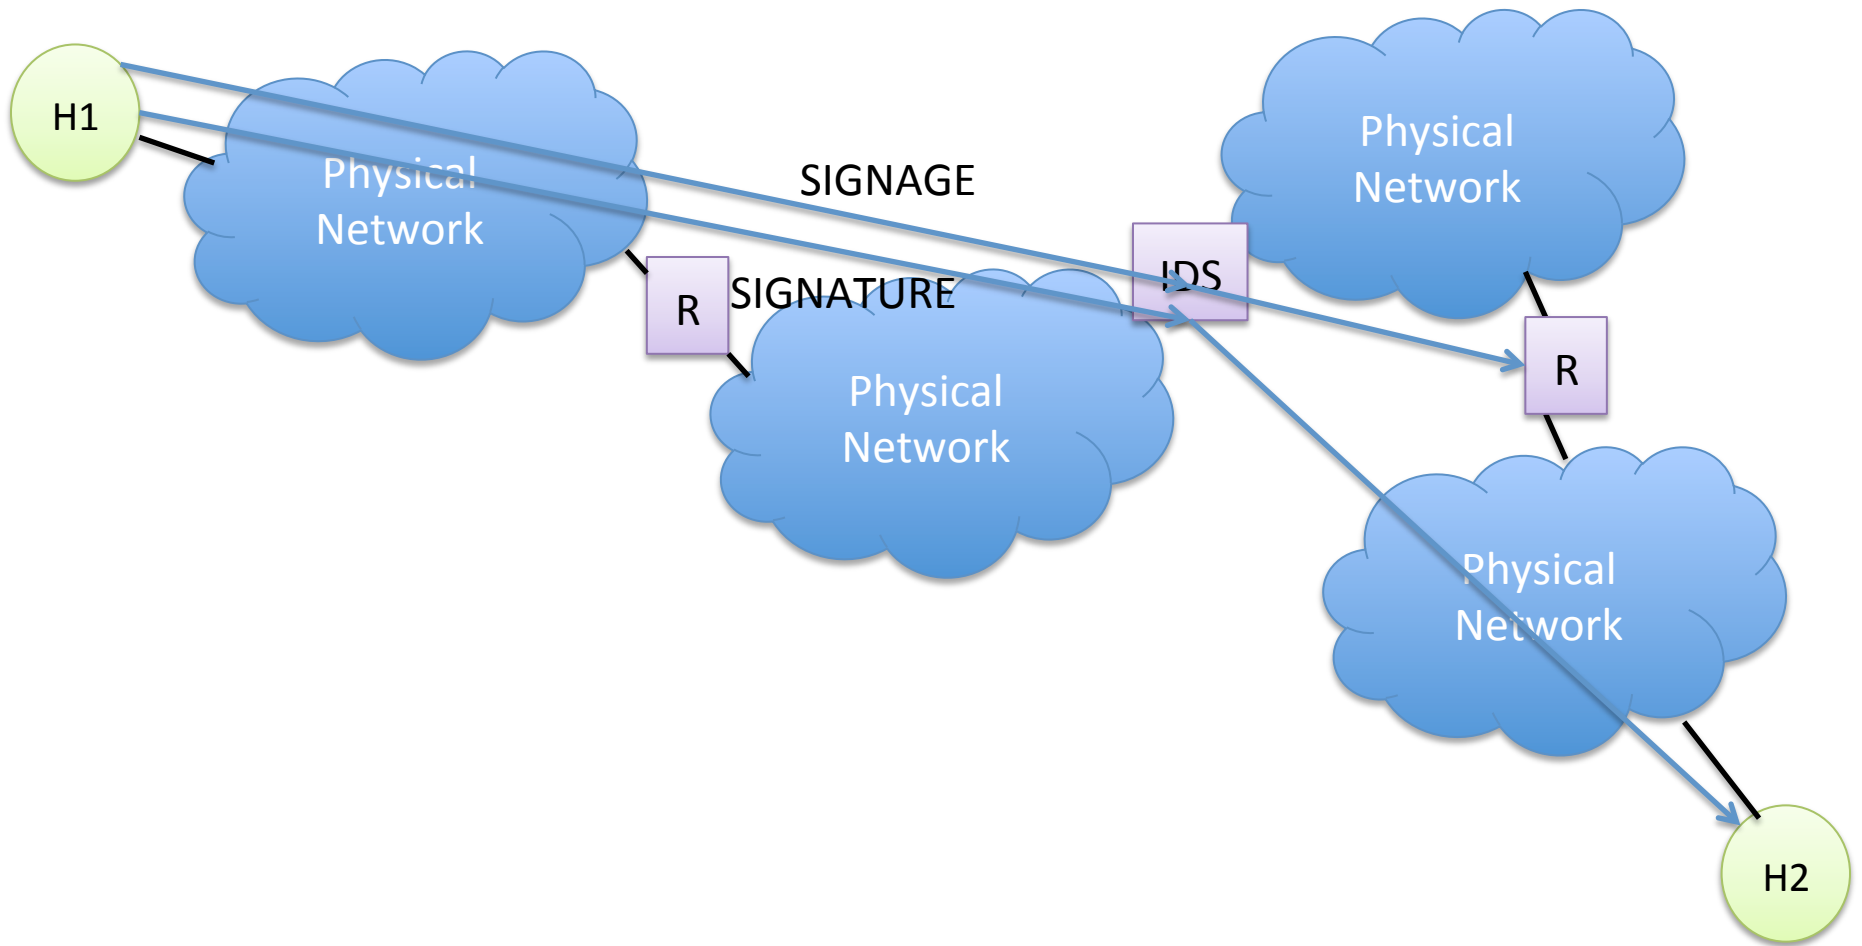 H1
Physical
Network
SIGNAGE
Physical
Network
IDS
R
SIGNATURE
Physical
Network
R
Physical
Network
H2